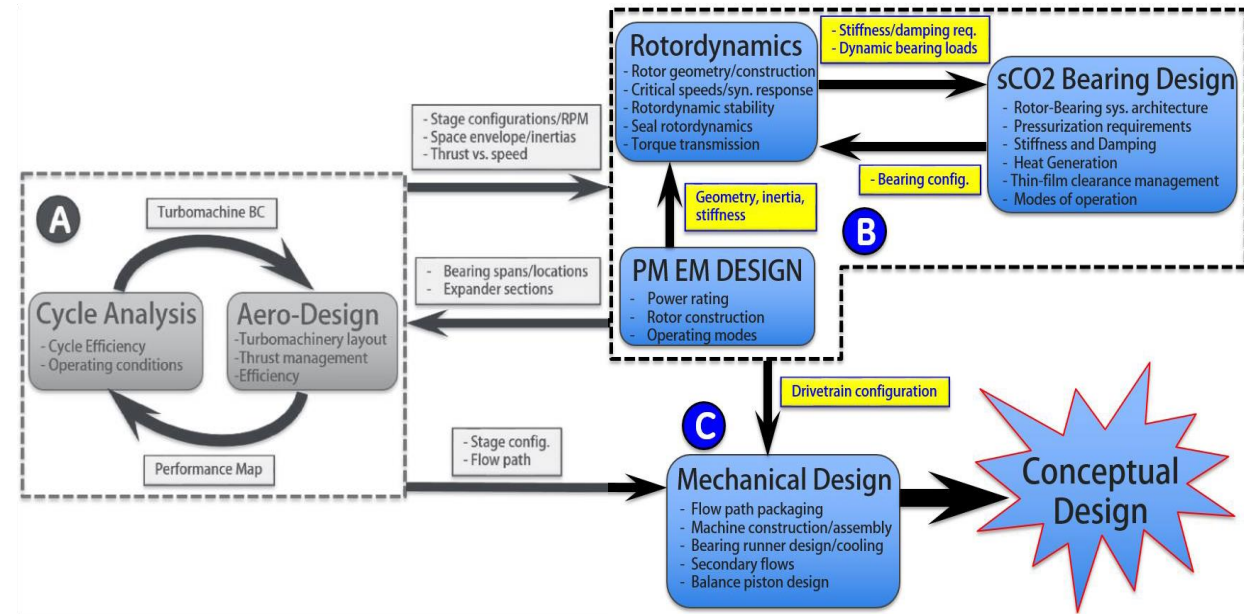 A
Turbomachine BC
Cycle Analysis
- Cycle Efficiency
- Operating conditions
Aero-Design
-Turbomachinery layout
-Thrust management
-Efficiency
Performance Map
- Stage configurations/RPM
- Space envelope/inertias
- Thrust vs. speed
- Bearing spans/locations
- Expander sections
- Stage config.
- Flow path
Rotordynamics
- Rotor geometry/construction
- Critical speeds/syn. response
- Rotordynamic stability
- Seal rotordynamics
- Torque transmission
- Stiffness/damping req.
- Dynamic bearing loads
sCO2 Bearing Design
- Rotor-Bearing sys. architecture
- Pressurization requirements
- Stiffness and Damping
- Heat Generation
- Thin-film clearance management
- Modes of operation
- Bearing config.
B
Geometry, inertia,
stiffness
PM EM DESIGN
- Power rating
- Rotor construction
- Operating modes
Drivetrain configuration
C
Mechanical Design
- Flow path packaging
- Machine construction/assembly
- Bearing runner design/cooling
- Secondary flows
- Balance piston design
Conceptual
Design